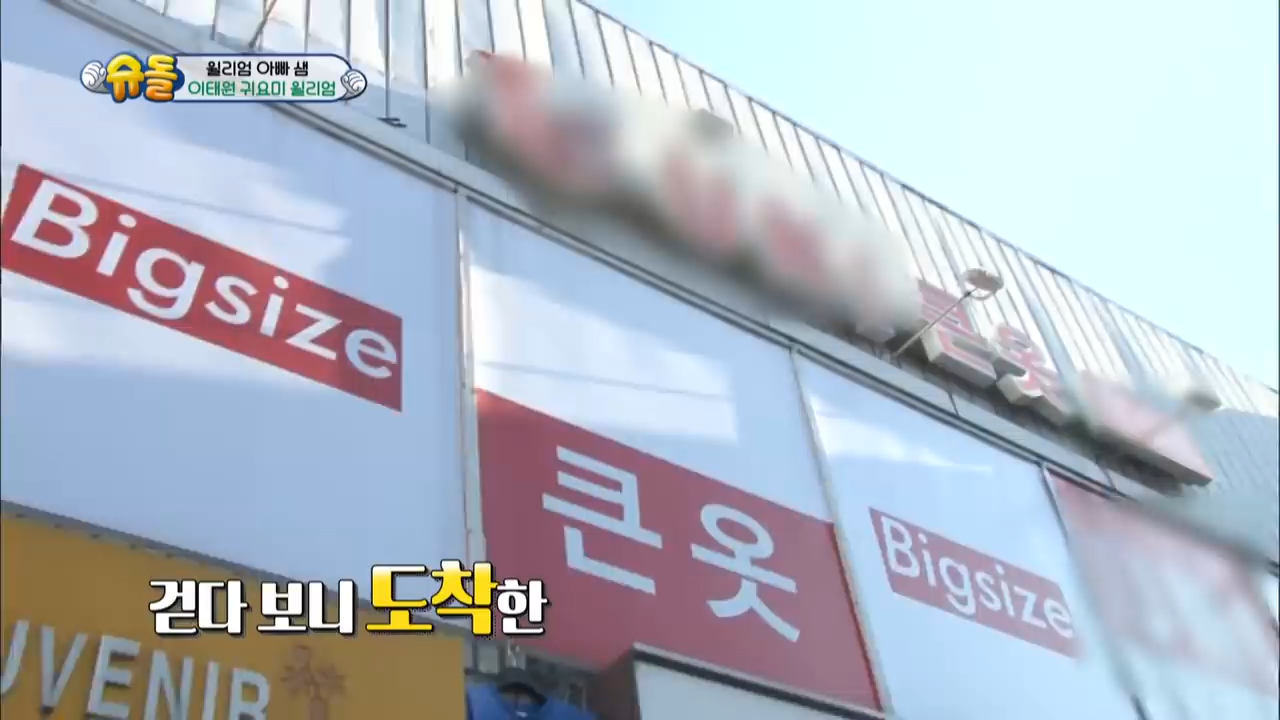 슈돌
윌리엄 아빠 샘
이태원 귀요미 윌리엄
Bigsize
큰옷
큰옷
Bigsize
걷다 보니 도착한
UVENIR